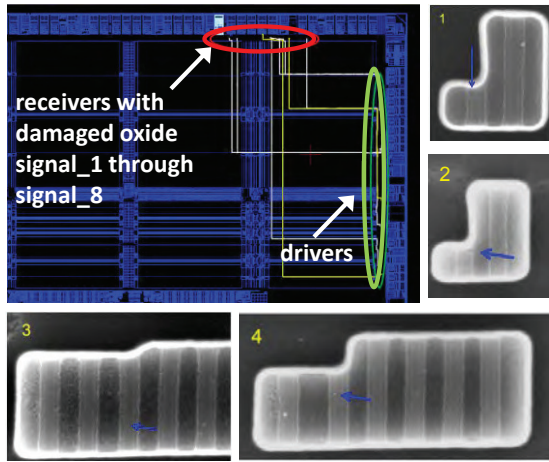 receivers with
damaged oxide
signal_1 through
signal_8
drivers
1
2
3
4